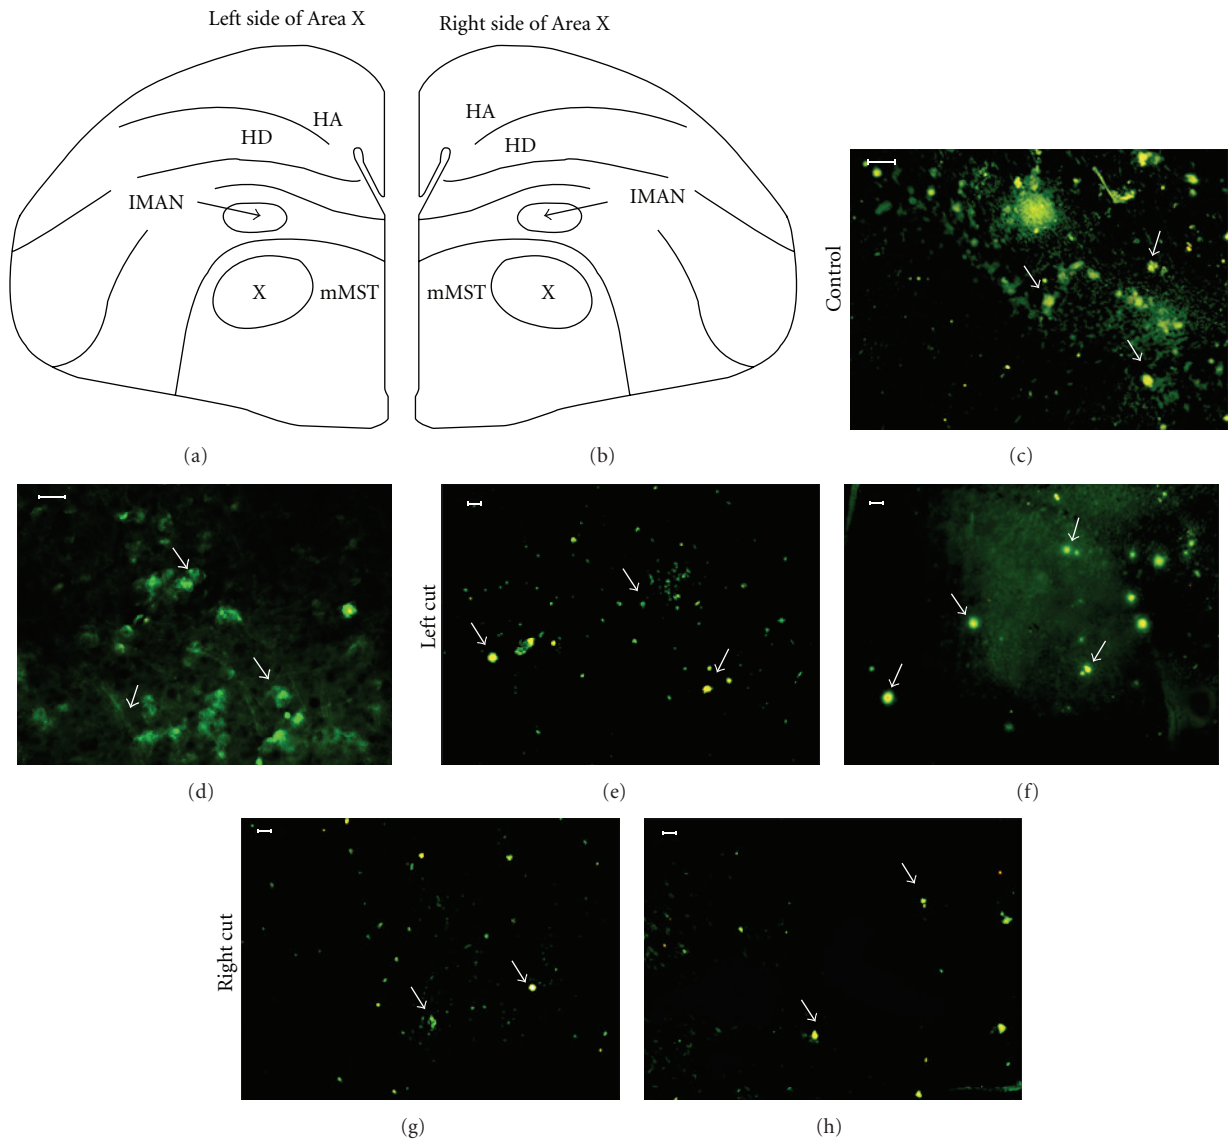 Left side of Area X
Right side of Area X
HA
HD
IMAN
X
mMST
HA
HD
IMAN
mMST
X
Control
(a)
(b)
(c)
Left cut
(d)
(e)
(f)
Right cut
(g)
(h)